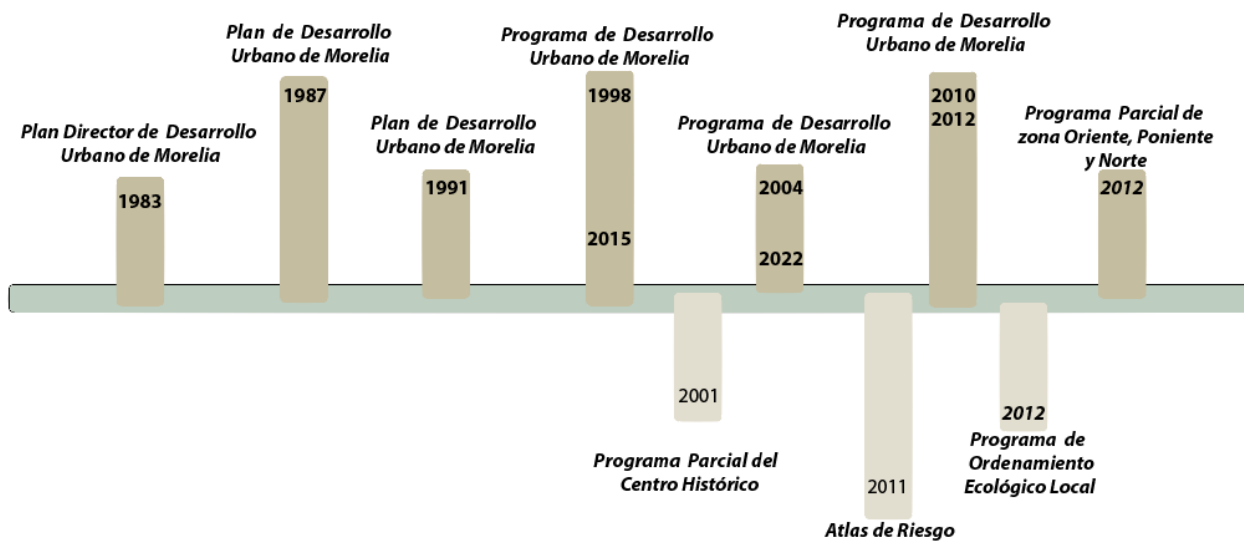 Plan Director de Desarrollo
Urbano de Morelia
1983
Plan de Desarrollo
Urbano de Morelia
1987
Plan de Desarrollo
Urbano de Morelia
1991
Programa de Desarrollo
Urbano de Morelia
1998
2015
Programa de Desarrollo
Urbano de Morelia
2004
2022
Programa de Desarrollo
Urbano de Morelia
2010
2012
Programa Parcial de
zona Oriente, Poniente
y Norte
2012
2001
Programa Parcial del
Centro Histórico
2011
Atlas de Riesgo
2012
Programa de
Ordenamiento
Ecológico Local